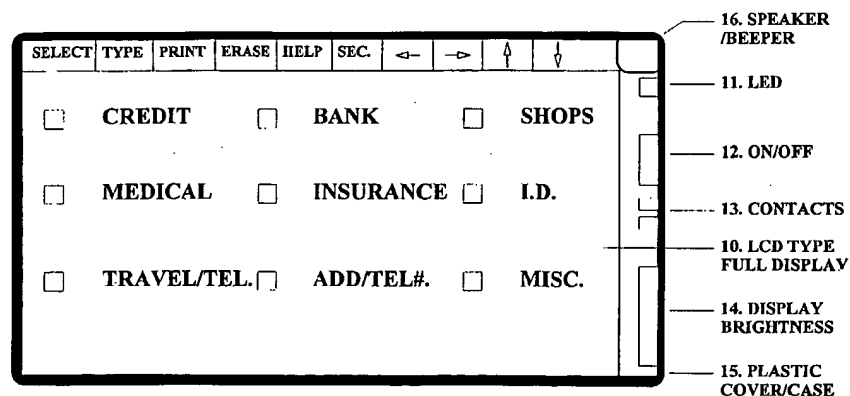 SELECT TYPE PRINT ERASE HELP SEC.
CREDIT BANK SHOPS
MEDICAL INSURANCE I.D.
TRAVEL/TEL. ADD/TEL#. MISC.
16. SPEAKER
/BEEPER
11. LED
12. ON/OFF
13. CONTACTS
10. LCD TYPE
FULL DISPLAY
14. DISPLAY
BRIGHTNESS
15. PLASTIC
COVER/CASE